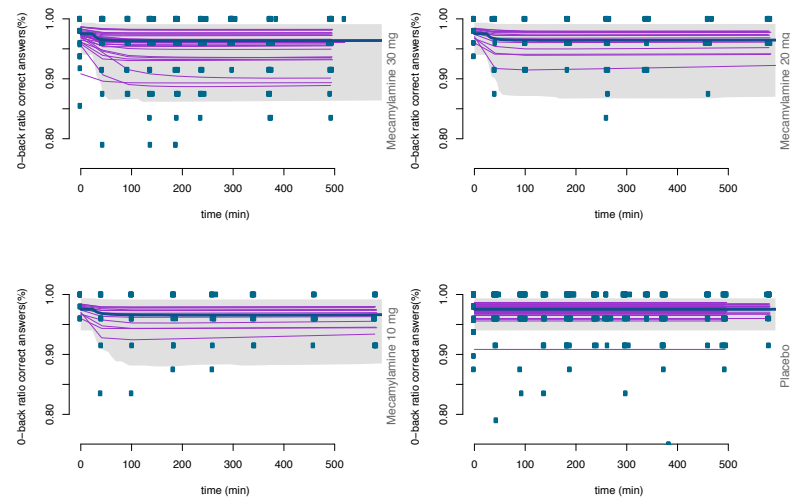 1.00
0.90
0.80
0−back ratio correct answers(%)
0 100 200 300 400 500
time (min)
Mecamylamine 30 mg
1.00
0.90
0.80
0−back ratio correct answers(%)
0 100 200 300 400 500
time (min)
Mecamylamine 20 mg
1.00
0.90
0.80
0−back ratio correct answers(%)
0 100 200 300 400 500
time (min)
Mecamylamine 10 mg
1.00
0.90
0.80
0−back ratio correct answers(%)
0 100 200 300 400 500
time (min)
Placebo